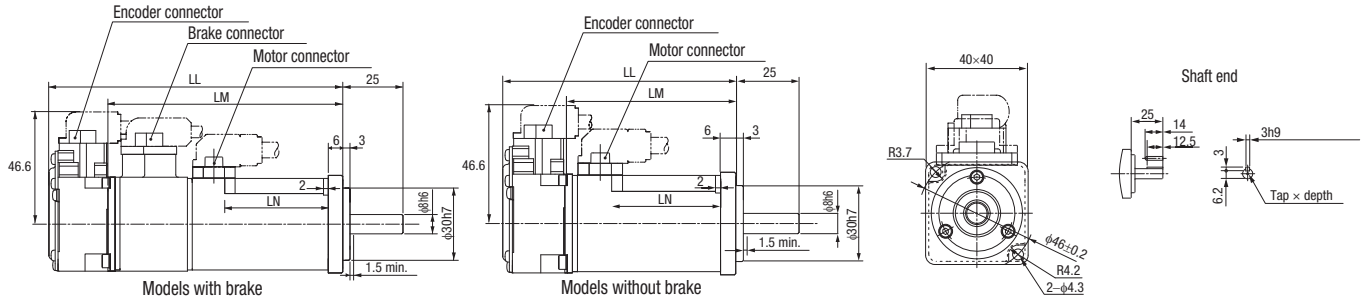 Encoder connector
Brake connector
Motor connector
LL
25
LM
6
3
46.6
2
LN
φ8h6
φ30h7
1.5 min.
Models with brake
Encoder connector
Motor connector
LL
25
LM
6
3
46.6
2
LN
φ8h6
φ30h7
1.5 min.
Models without brake
40×40
R3.7
φ46±0.2
R4.2
2−φ4.3
Shaft end
25
14
12.5
3h9
3
6.2
Tap × depth